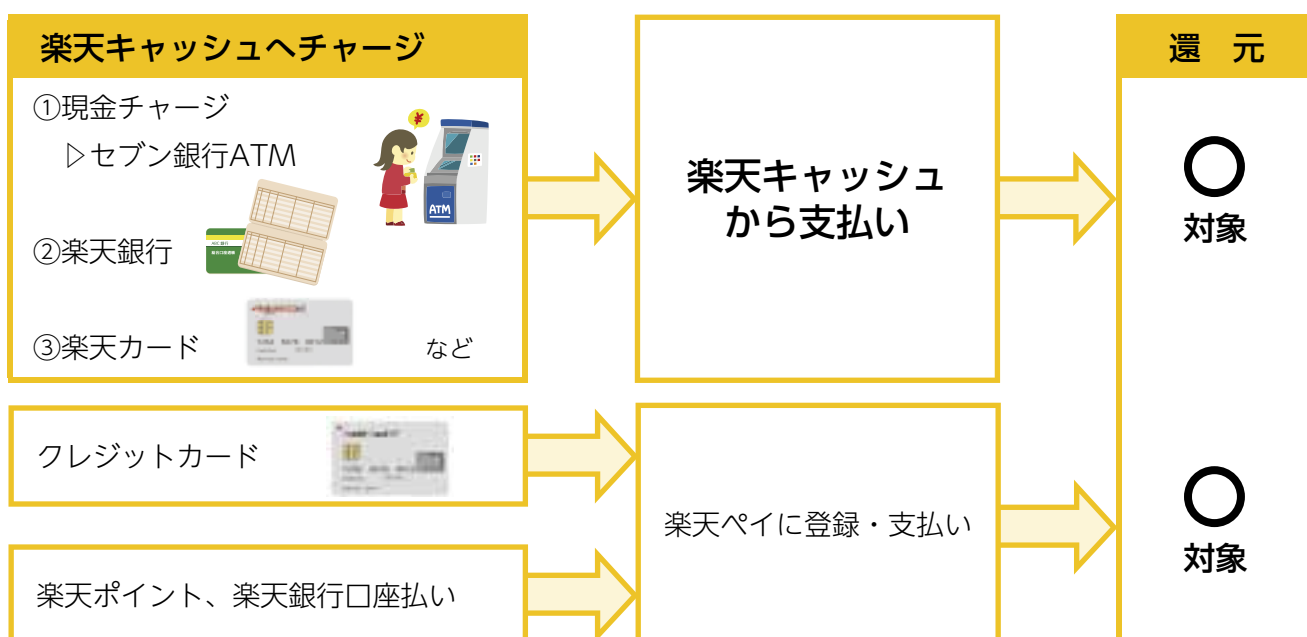 楽天キャッシュへチャージ
還 元
①現金チャージ
▷セブン銀行ATM
¥
ATM
②楽天銀行
③楽天カード
など
楽天キャッシュ
から支払い
対象
クレジットカード
楽天ペイに登録・支払い
対象
楽天ポイント、楽天銀行口座払い